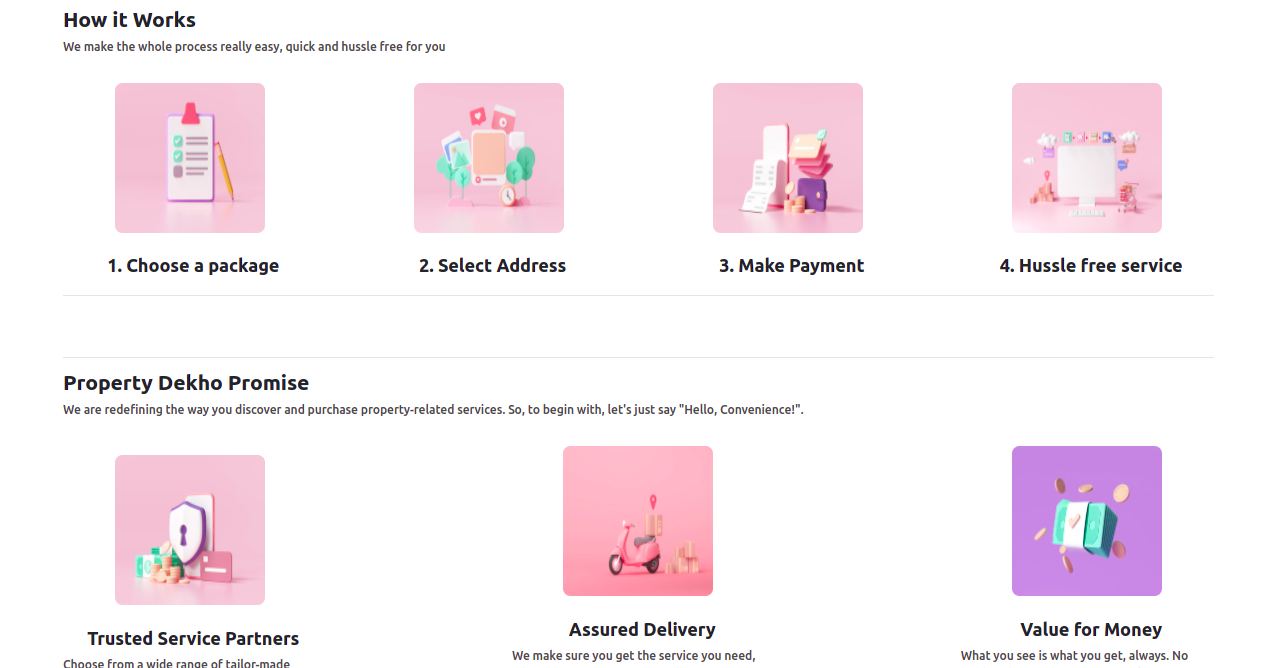 How it Works
We make the whole process really easy, quick and hussle free for you
1. Choose a package
2. Select Address
3. Make Payment
4. Hussle free service
Property Dekho Promise
We are redefining the way you discover and purchase property-related services. So, to begin with, let's just say "Hello, Convenience!".
Trusted Service Partners
Choose from a wide range of tailor-made
Assured Delivery
We make sure you get the service you need,
Value for Money
What you see is what you get, always. No